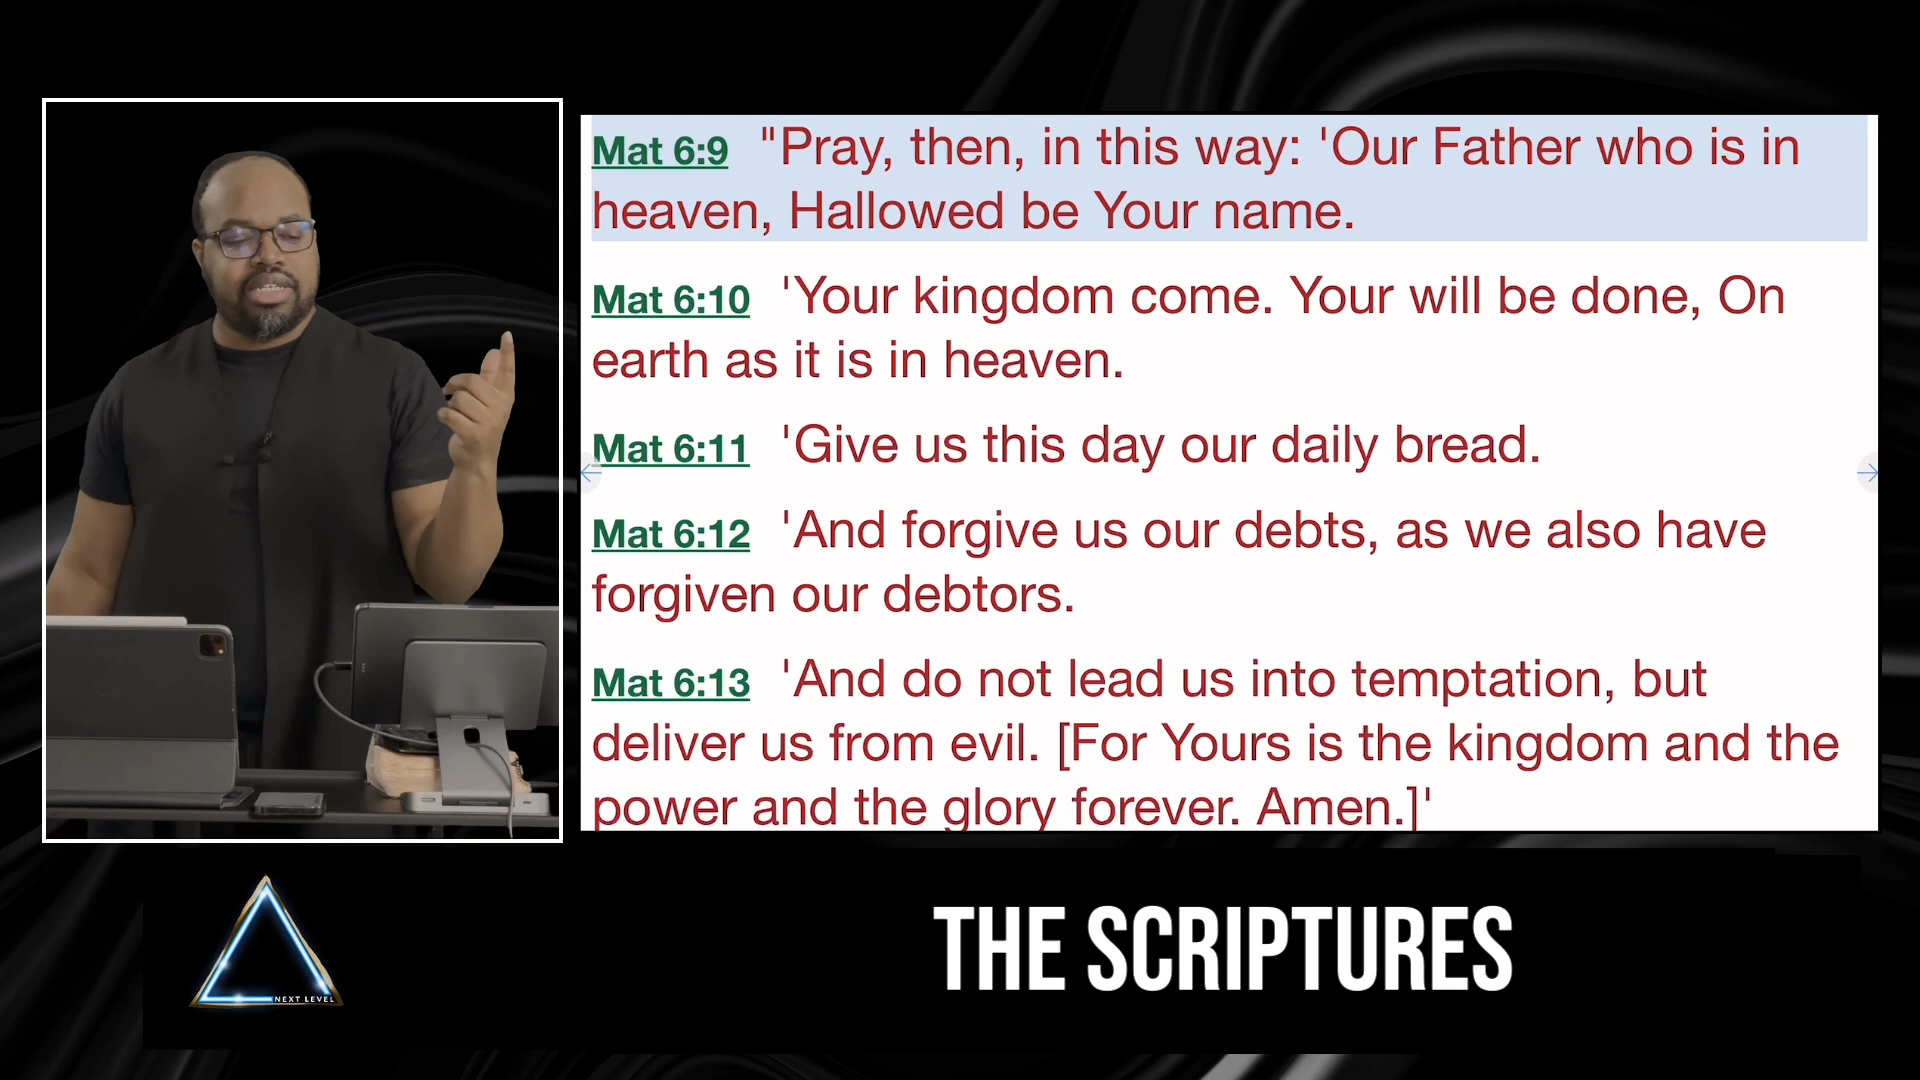 Mat 6:9 "Pray, then, in this way: 'Our Father who is in
heaven, Hallowed be Your name.
Mat 6:10 'Your kingdom come. Your will be done, On
earth as it is in heaven.
Mat 6:11 'Give us this day our daily bread.
Mat 6:12 'And forgive us our debts, as we also have
forgiven our debtors.
Mat 6:13 'And do not lead us into temptation, but
deliver us from evil. [For Yours is the kingdom and the
power and the glory forever. Amen.]'
NEXT LEVEL
THE SCRIPTURES